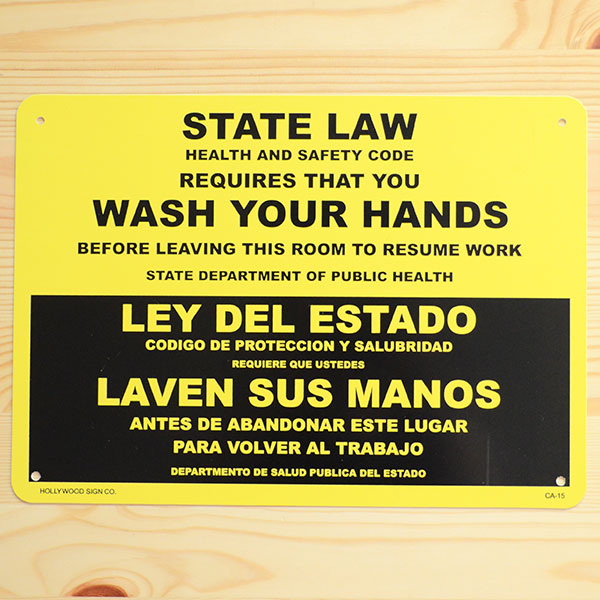 STATE LAW
HEALTH AND SAFETY CODE
REQUIRES THAT YOU
WASH YOUR HANDS
BEFORE LEAVING THIS ROOM TO RESUME WORK
STATE DEPARTMENT OF PUBLIC HEALTH
LEY DEL ESTADO
CODIGO DE PROTECCION Y SALUBRIDAD
REQUIERE QUE USTEDES
LAVEN SUS MANOS
ANTES DE ABANDONAR ESTE LUGAR
PARA VOLVER AL TRABAJO
DEPARTMENTO DE SALUD PUBLICA DEL ESTADO
HOLLYWOOD SIGN CO.
CA-15